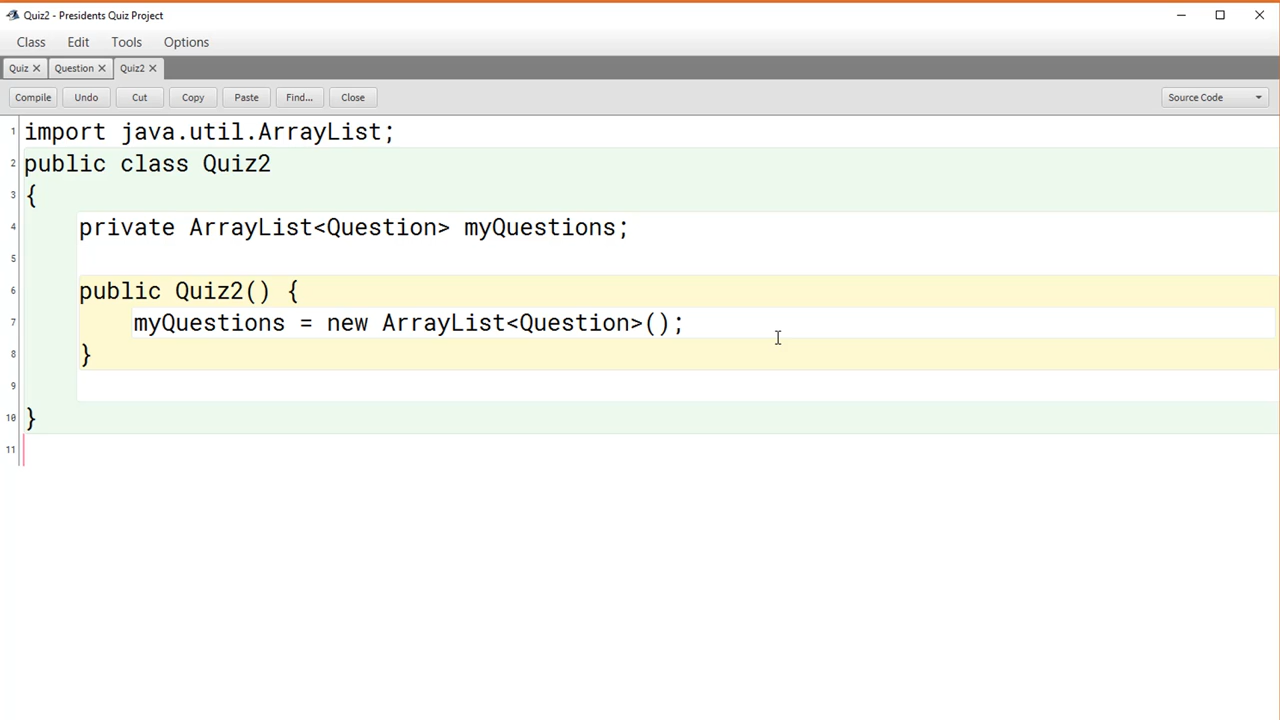 Quiz2 - Presidents Quiz Project
Class Edit Tools Options
Quiz Question Quiz2
Compile Undo Cut Copy Paste Find... Close Source Code
1 import java.util.ArrayList;
2 public class Quiz2
3 {
4 private ArrayList<Question> myQuestions;
5
6 public Quiz2() {
7 myQuestions = new ArrayList<Question>();
8 }
9
10 }
11